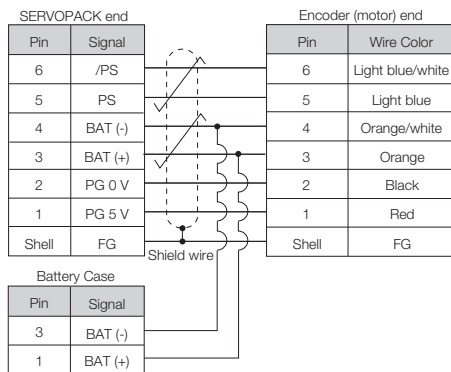 SERVOPACK end
Pin Signal
6 /PS
5 PS
4 BAT (-)
3 BAT (+)
2 PG 0 V
1 PG 5 V
Shell FG
Shield wire
Encoder (motor) end
Pin Wire Color
6 Light blue/white
5 Light blue
4 Orange/white
3 Orange
2 Black
1 Red
Shell FG
Battery Case
Pin Signal
3 BAT (-)
1 BAT (+)